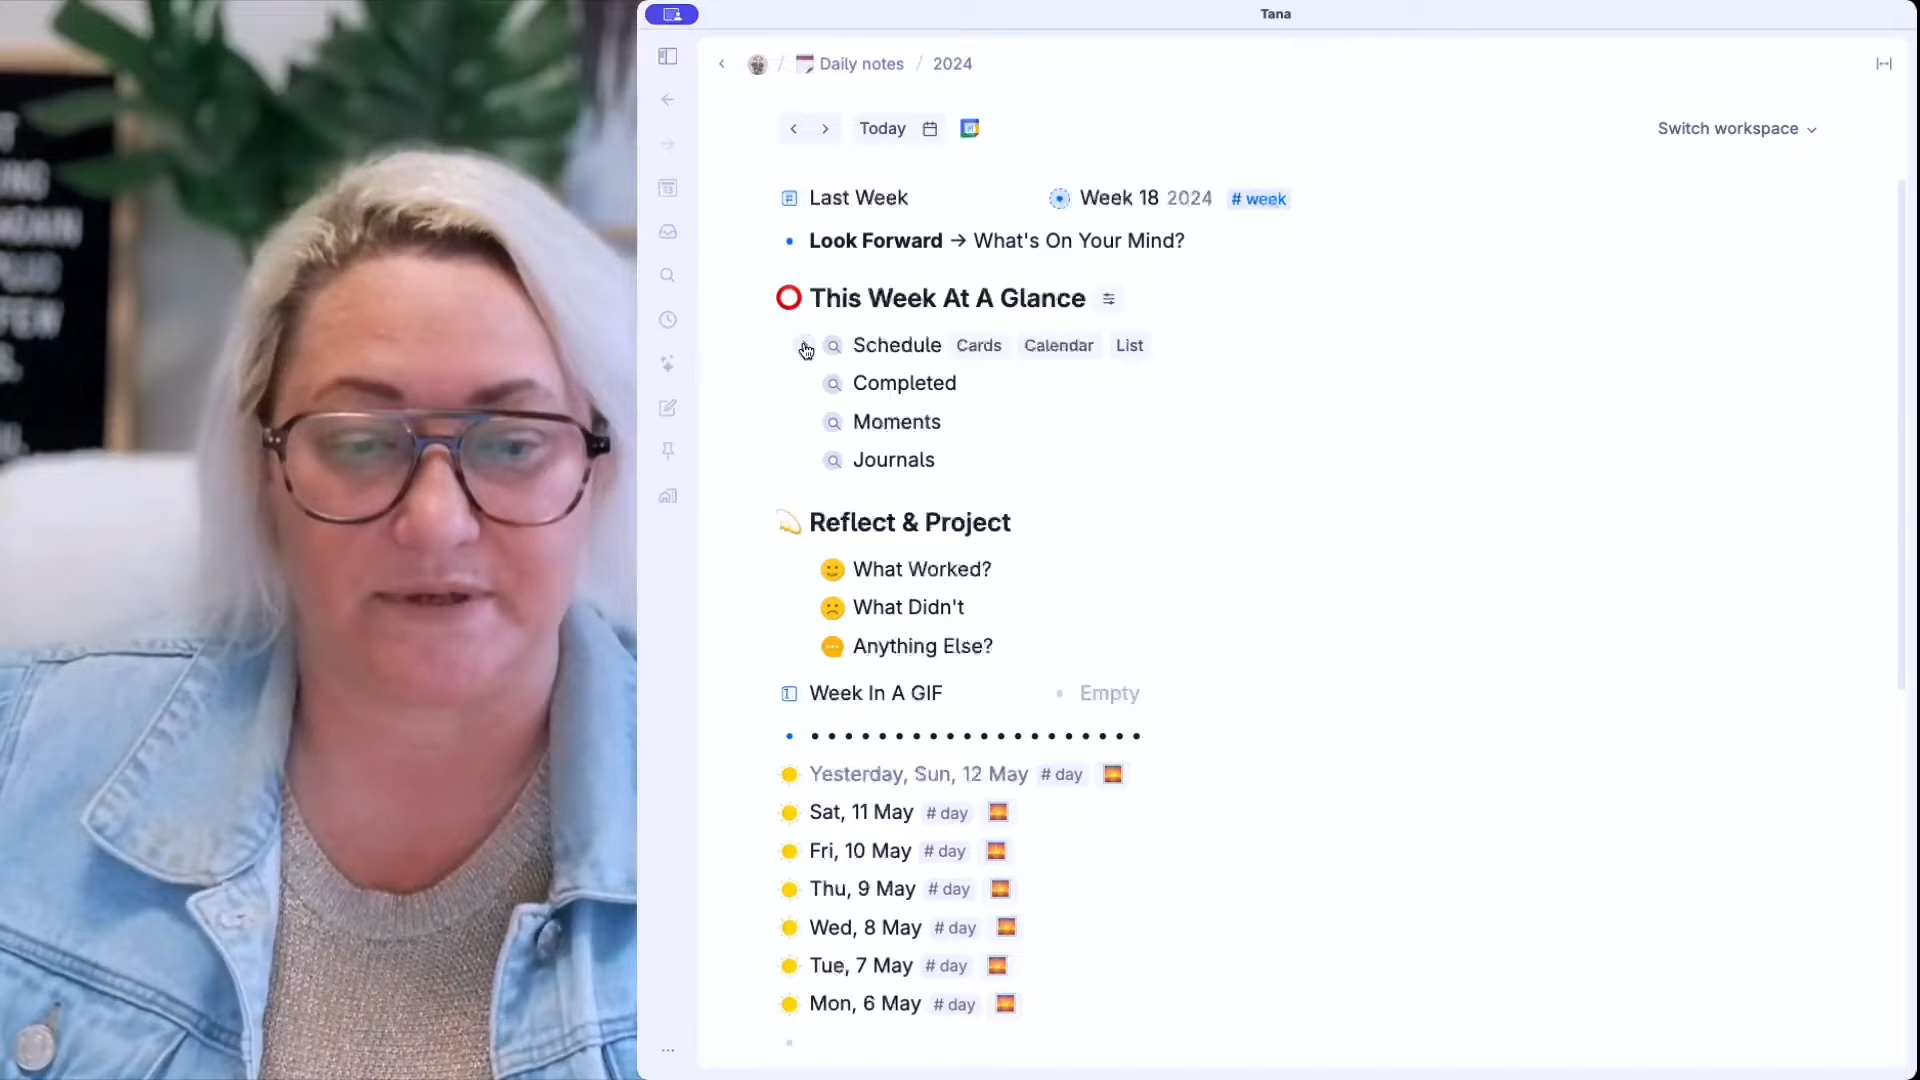 Tana
/ Daily notes / 2024
Today
Switch workspace
Last Week Week 18 2024 # week
Look Forward → What's On Your Mind?
This Week At A Glance
Schedule Cards Calendar List
Completed
Moments
Journals
Reflect & Project
What Worked?
What Didn't
Anything Else?
Week In A GIF Empty
Yesterday, Sun, 12 May # day
Sat, 11 May # day
Fri, 10 May # day
Thu, 9 May # day
Wed, 8 May # day
Tue, 7 May # day
Mon, 6 May # day